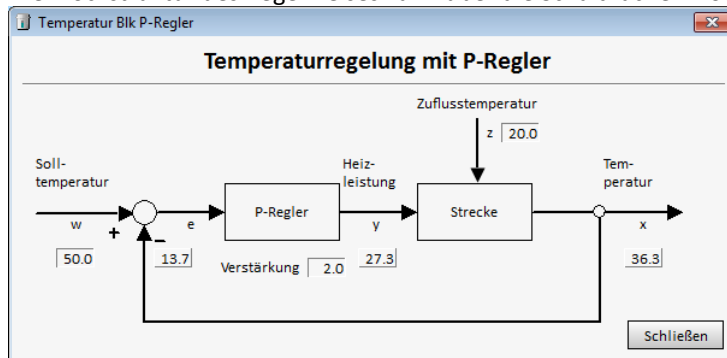 Temperatur Blk P-Regler
Temperaturregelung mit P-Regler
Zuflusstemperatur
z 20.0
Soll-
temperatur
Heiz-
leistung
Tem-
peratur
P-Regler
Strecke
w
e
y
x
+
–
50.0
13.7
Verstärkung 2.0
27.3
36.3
Schließen